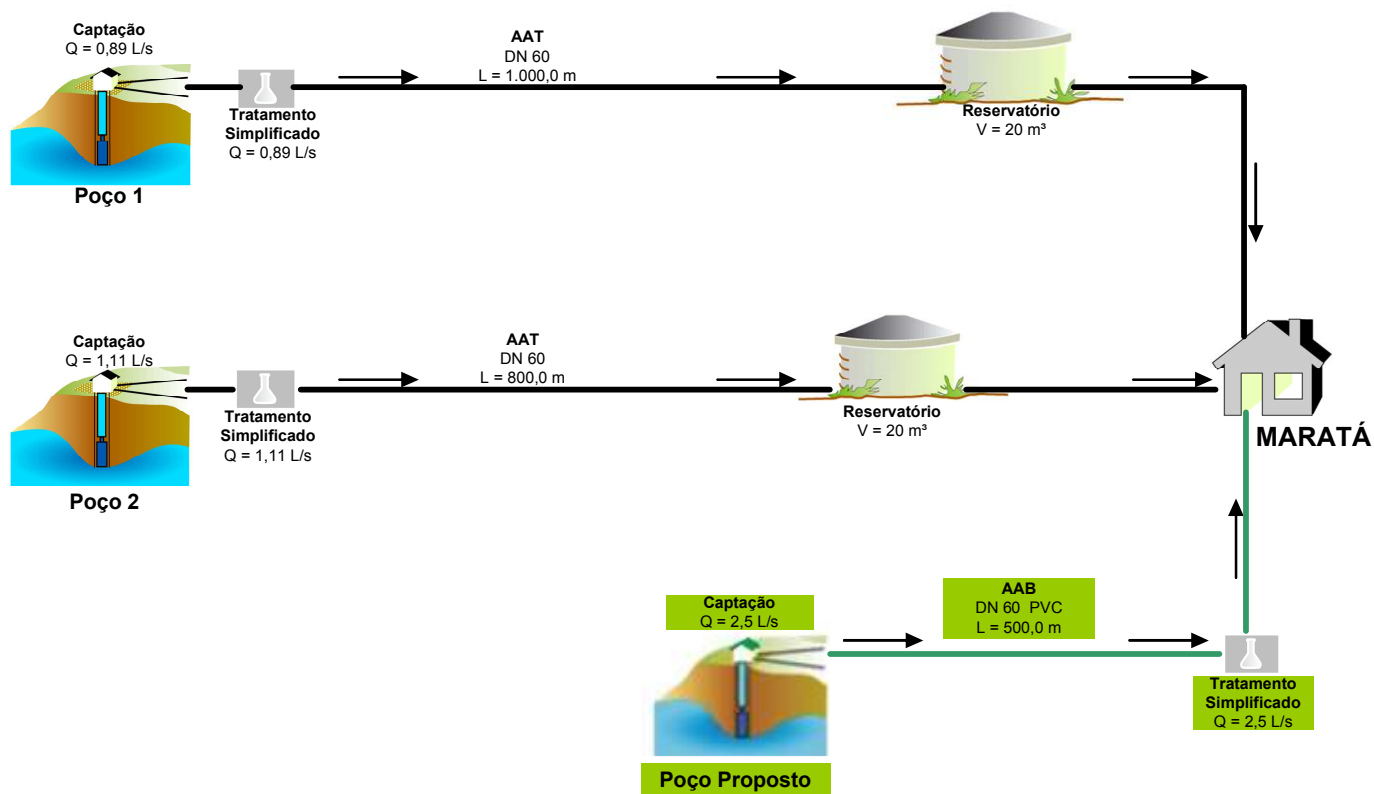 Captação
Q = 0,89 L/s
AAT
DN 60
L = 1.000,0 m
Tratamento
Simplificado
Q = 0,89 L/s
Reservatório
V = 20 m³
Poço 1
Captação
Q = 1,11 L/s
AAT
DN 60
L = 800,0 m
Tratamento
Simplificado
Q = 1,11 L/s
Reservatório
V = 20 m³
MARATÁ
Poço 2
Captação
Q = 2,5 L/s
AAB
DN 60 PVC
L = 500,0 m
Tratamento
Simplificado
Q = 2,5 L/s
Poço Proposto